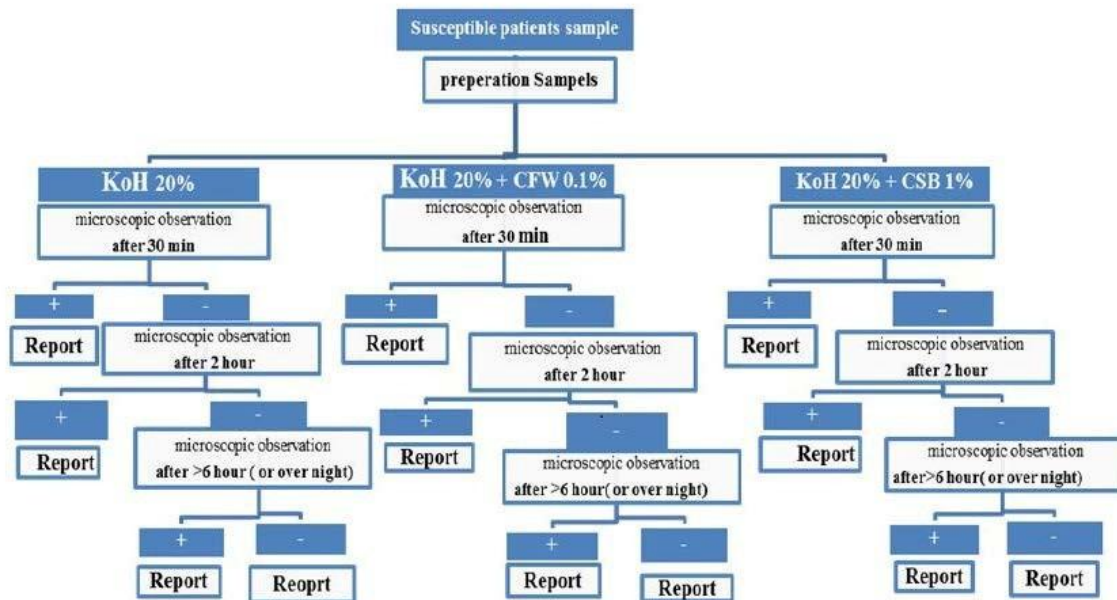 Susceptible patients sample
preperation Sampels
KoH 20%
KoH 20% + CFW 0.1%
KoH 20% + CSB 1%
microscopic observation
after 30 min
microscopic observation
after 30 min
microscopic observation
after 30 min
+
-
+
-
+
-
Report
microscopic observation
after 2 hour
Report
microscopic observation
after 2 hour
Report
microscopic observation
after 2 hour
+
-
+
-
+
-
Report
microscopic observation
after >6 hour ( or over night)
Report
microscopic observation
after >6 hour( or over night)
Report
microscopic observation
after>6 hour( or over night)
+
-
+
-
+
-
Report
Reoprt
Report
Report
Report
Report